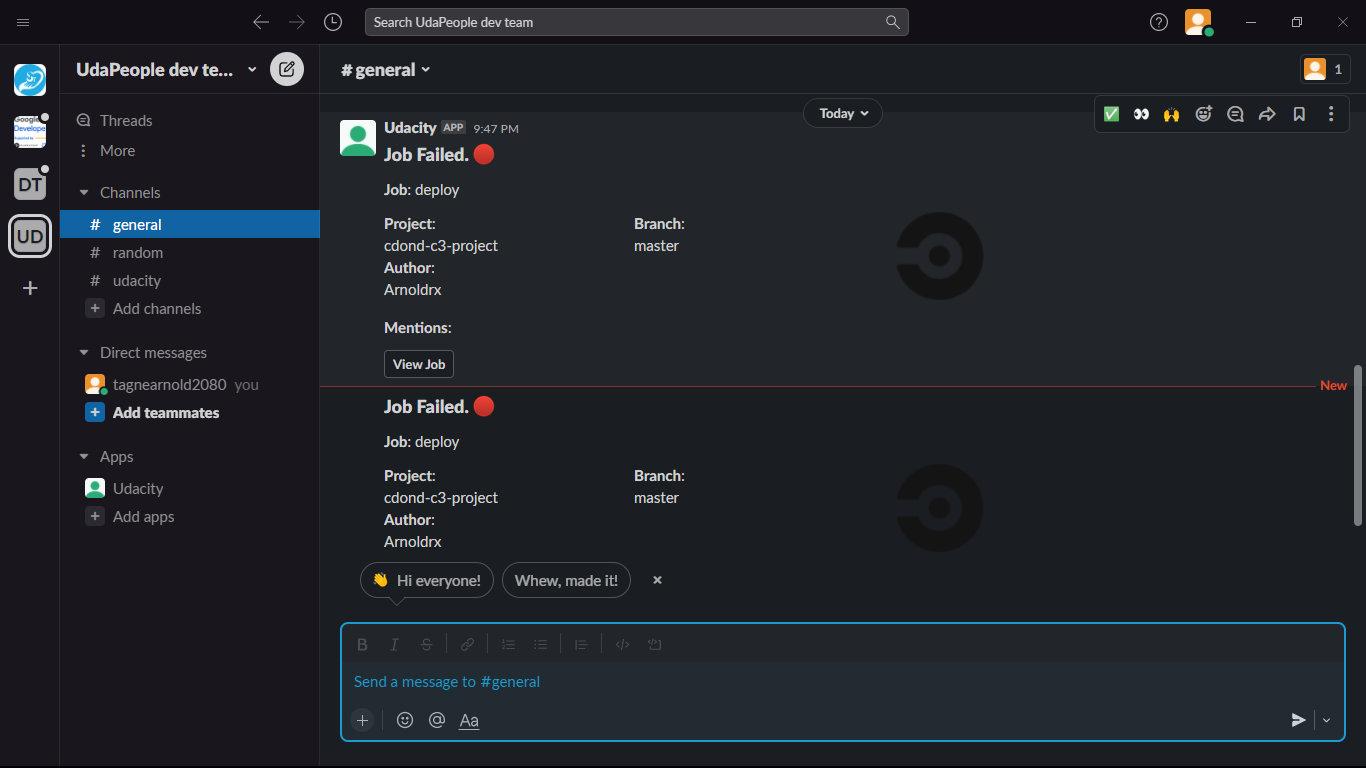 Search UdaPeople dev team
UdaPeople dev te...
Threads
More
Channels
# general
# random
# udacity
+ Add channels
Direct messages
tagnearnold2080 you
+ Add teammates
Apps
Udacity
+ Add apps
DT
UD
# general
1
Today
Udacity APP 9:47 PM
Job Failed.
Job: deploy
Project: Branch:
cdond-c3-project master
Author:
Arnoldrx
Mentions:
View Job
New
Job Failed.
Job: deploy
Project: Branch:
cdond-c3-project master
Author:
Arnoldrx
👋 Hi everyone! Whew, made it!
Send a message to #general
Aa